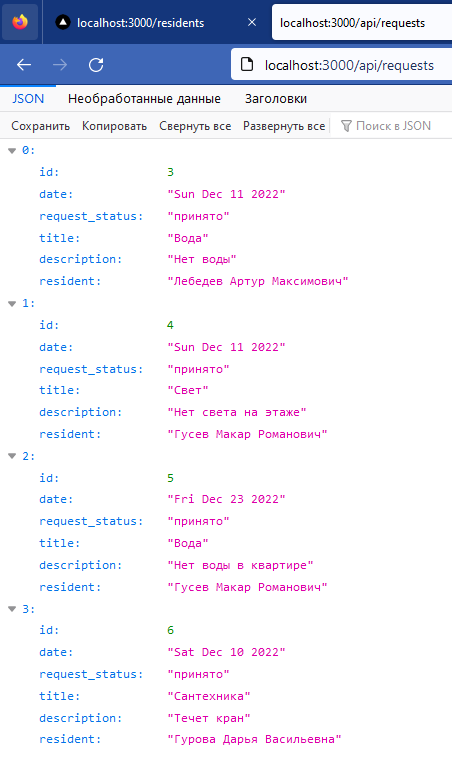 localhost:3000/residents
localhost:3000/api/requests
localhost:3000/api/requests
JSON Необработанные данные Заголовки
Сохранить Копировать Свернуть все Развернуть все Поиск в JSON
0:
id: 3
date: "Sun Dec 11 2022"
request_status: "принято"
title: "Вода"
description: "Нет воды"
resident: "Лебедев Артур Максимович"
1:
id: 4
date: "Sun Dec 11 2022"
request_status: "принято"
title: "Свет"
description: "Нет света на этаже"
resident: "Гусев Макар Романович"
2:
id: 5
date: "Fri Dec 23 2022"
request_status: "принято"
title: "Вода"
description: "Нет воды в квартире"
resident: "Гусев Макар Романович"
3:
id: 6
date: "Sat Dec 10 2022"
request_status: "принято"
title: "Сантехника"
description: "Течет кран"
resident: "Гурова Дарья Васильевна"